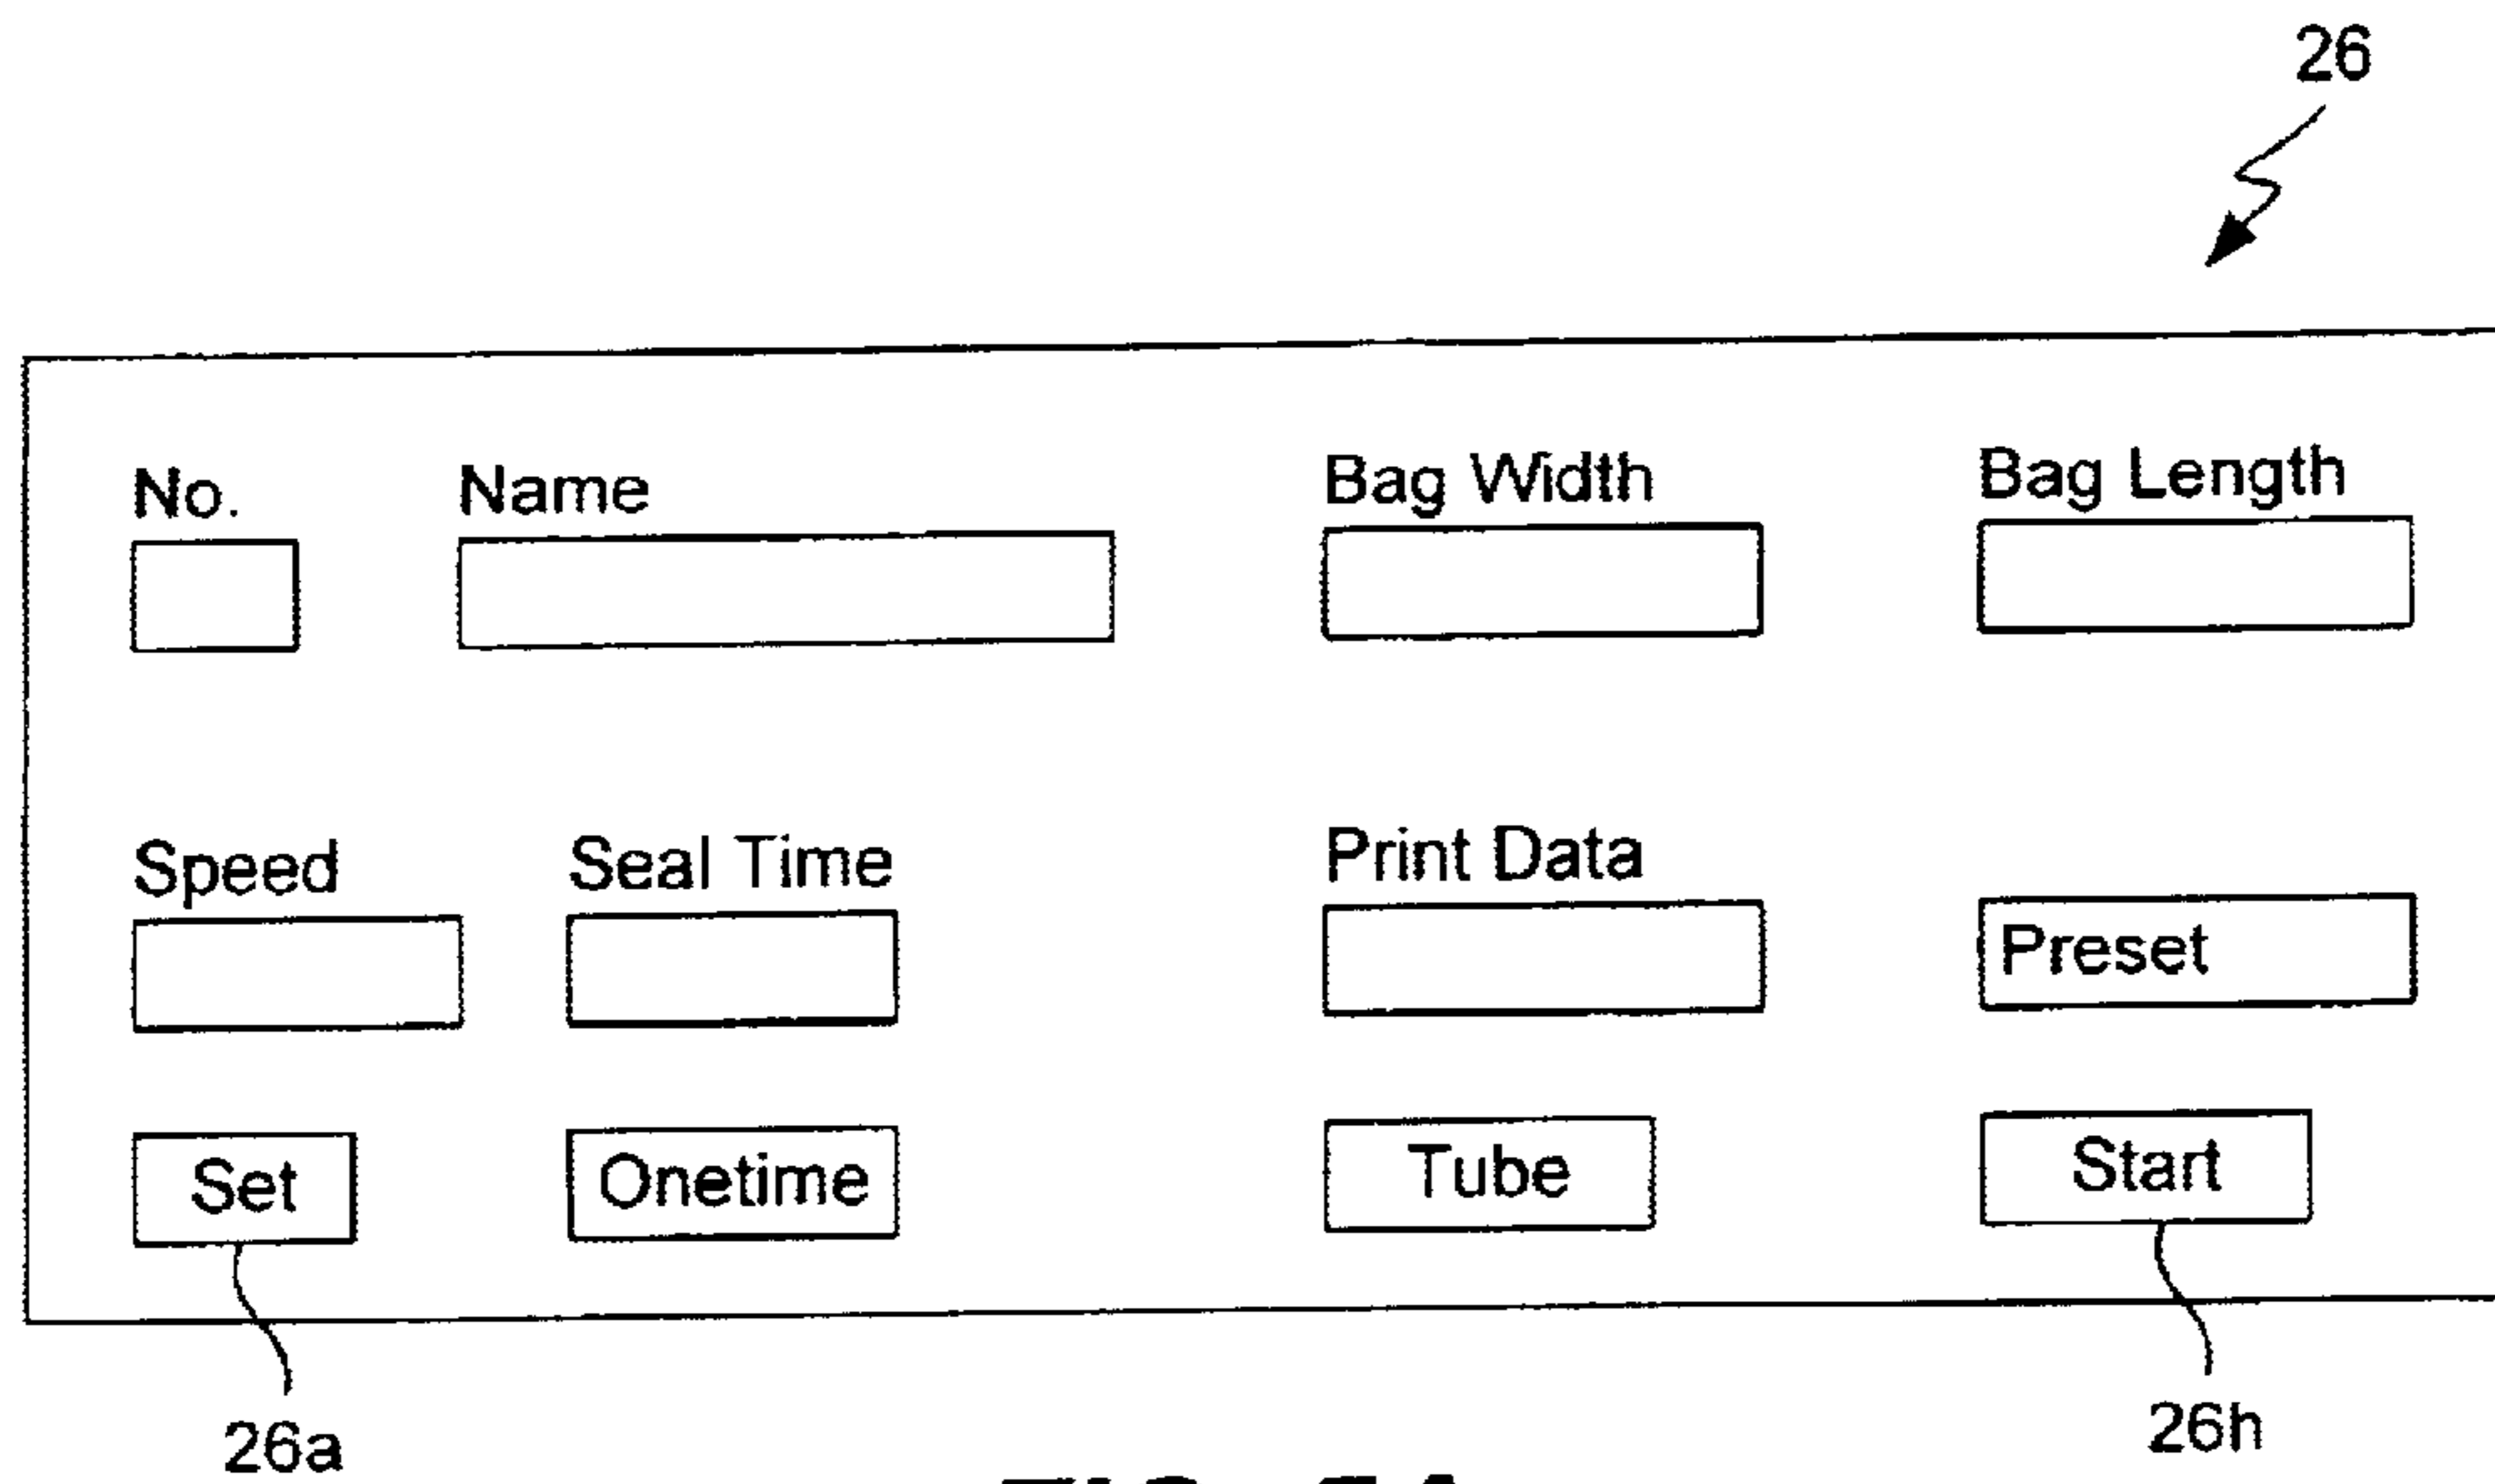 26
No. Name Bag Width Bag Length
Speed Seal Time Print Data
Preset
Set Onetime Tube Start
26a 26h